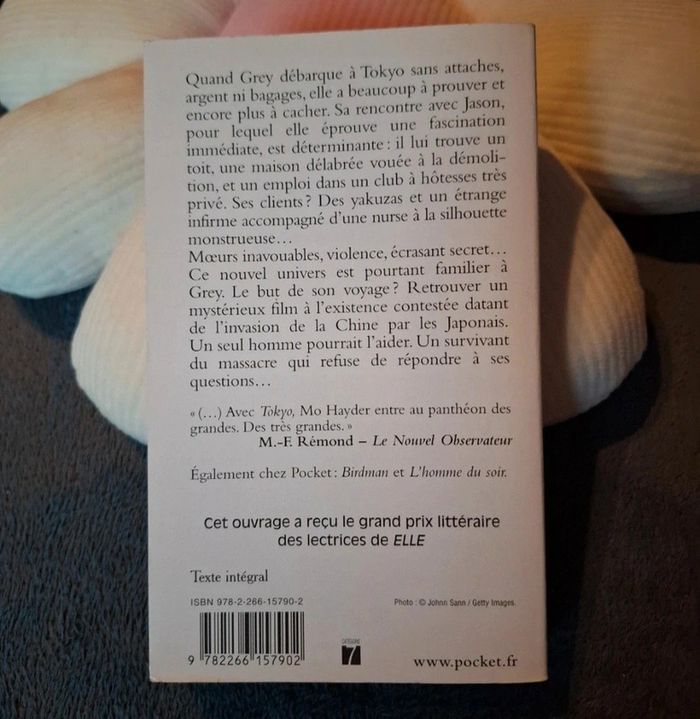 Quand Grey débarque à Tokyo sans attaches,
argent ni bagages, elle a beaucoup à prouver et
encore plus à cacher. Sa rencontre avec Jason,
pour lequel elle éprouve une fascination
immédiate, est déterminante : il lui trouve un
toit, une maison délabrée vouée à la démoli-
tion, et un emploi dans un club à hôtesses très
privé. Ses clients ? Des yakuzas et un étrange
infirme accompagné d'une nurse à la silhouette
monstrueuse…
Mœurs inavouables, violence, écrasant secret…
Ce nouvel univers est pourtant familier à
Grey. Le but de son voyage ? Retrouver un
mystérieux film à l'existence contestée datant
de l'invasion de la Chine par les Japonais.
Un seul homme pourrait l'aider. Un survivant
du massacre qui refuse de répondre à ses
questions…
« (…) Avec Tokyo, Mo Hayder entre au panthéon des
grandes. Des très grandes. »
M.-F. Rémond – Le Nouvel Observateur
Également chez Pocket : Birdman et L'homme du soir.
Cet ouvrage a reçu le grand prix littéraire
des lectrices de ELLE
Texte intégral
ISBN 978-2-266-15790-2
Photo : © Johnn Sann / Getty Images.
CATÉGORIE
7
9 782266 157902
www.pocket.fr